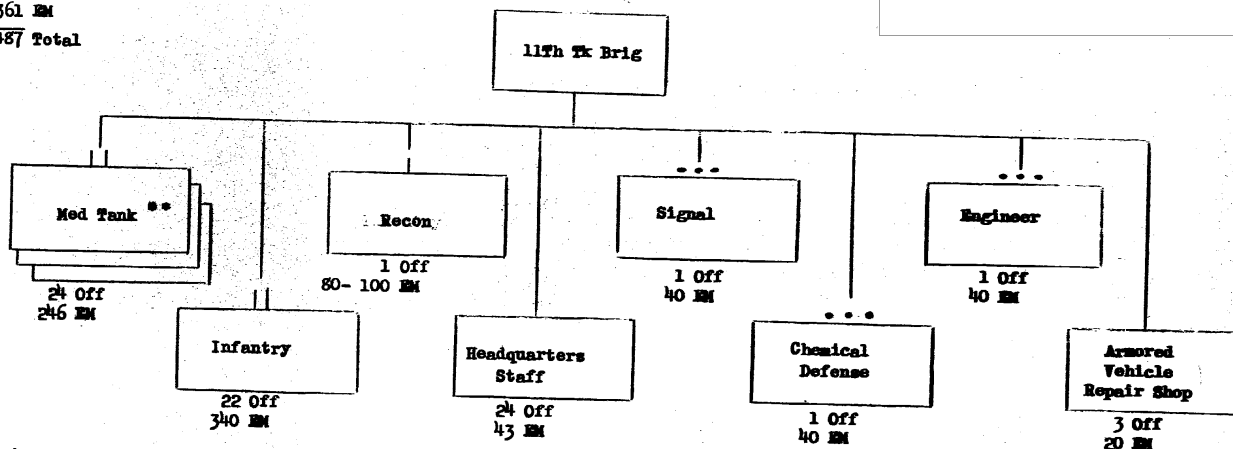 361 EM
487 Total
11Th Tk Brig
Med Tank **
24 Off
246 EM
Infantry
22 Off
340 EM
Recon
1 Off
80- 100 EM
Headquarters
Staff
24 Off
43 EM
Signal
1 Off
40 EM
Chemical
Defense
1 Off
40 EM
Engineer
1 Off
40 EM
Armored
Vehicle
Repair Shop
3 Off
20 EM